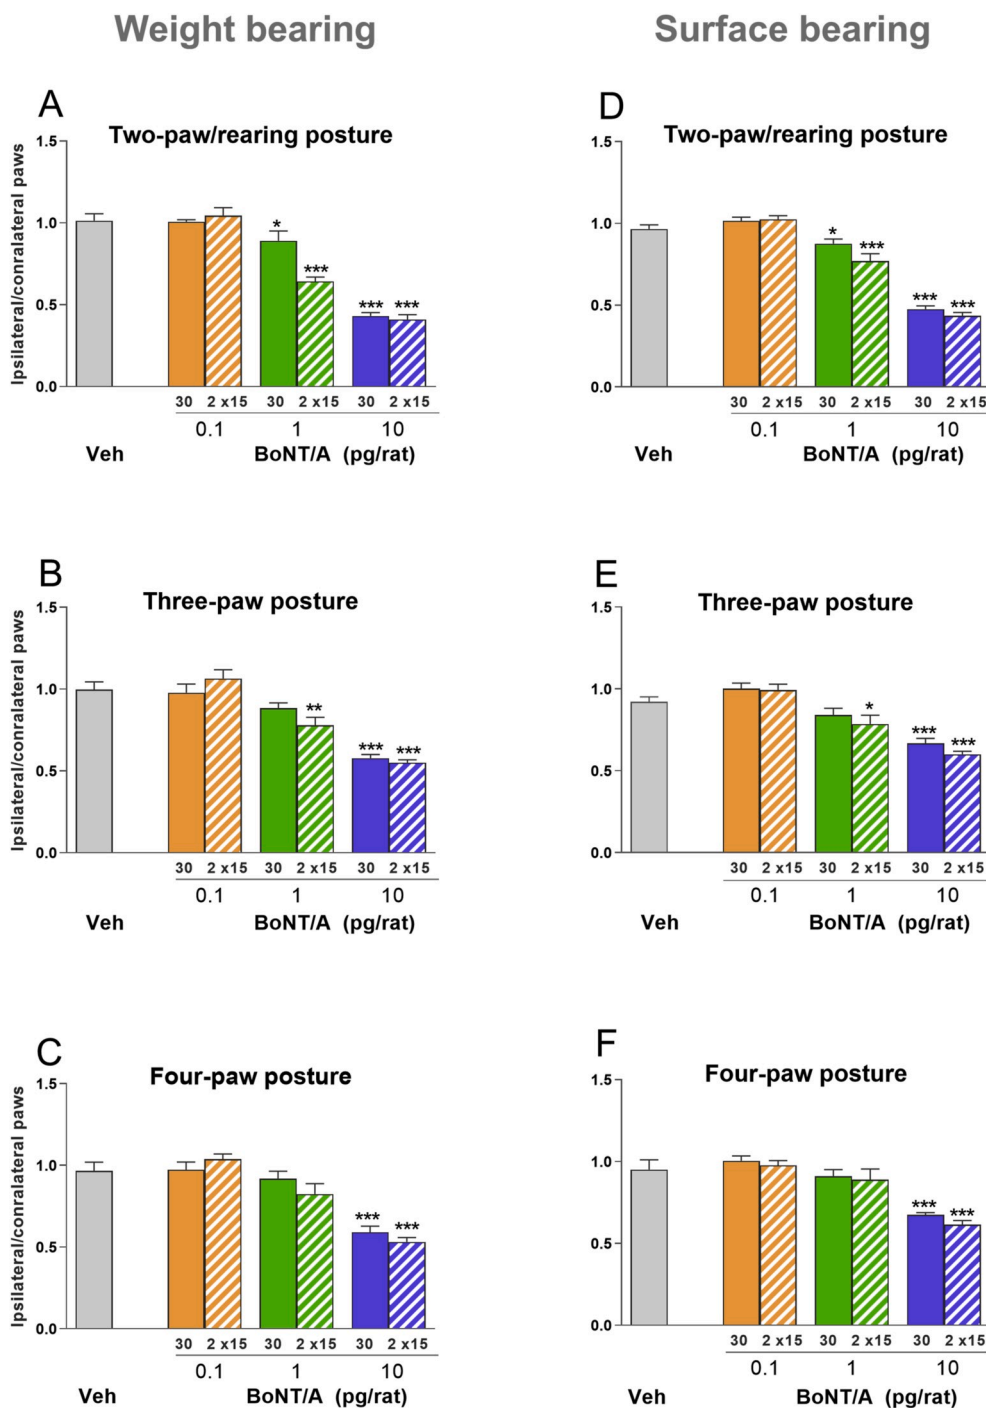 Weight bearing
Surface bearing
A
Two-paw/rearing posture
Ipsilateral/conralateral paws
1.5
1.0
0.5
0.0
*
***
***
***
30 2 x15 30 2 x15 30 2 x15
0.1 1 10
Veh BoNT/A (pg/rat)
D
Two-paw/rearing posture
1.5
1.0
0.5
0.0
*
***
***
***
30 2 x15 30 2 x15 30 2 x15
0.1 1 10
Veh BoNT/A (pg/rat)
B
Three-paw posture
Ipsilateral/conralateral paws
1.5
1.0
0.5
0.0
**
***
***
30 2 x15 30 2 x15 30 2 x15
0.1 1 10
Veh BoNT/A (pg/rat)
E
Three-paw posture
1.5
1.0
0.5
0.0
*
***
***
30 2 x15 30 2 x15 30 2 x15
0.1 1 10
Veh BoNT/A (pg/rat)
C
Four-paw posture
Ipsilateral/conralateral paws
1.5
1.0
0.5
0.0
***
***
30 2 x15 30 2 x15 30 2 x15
0.1 1 10
Veh BoNT/A (pg/rat)
F
Four-paw posture
1.5
1.0
0.5
0.0
***
***
30 2 x15 30 2 x15 30 2 x15
0.1 1 10
Veh BoNT/A (pg/rat)